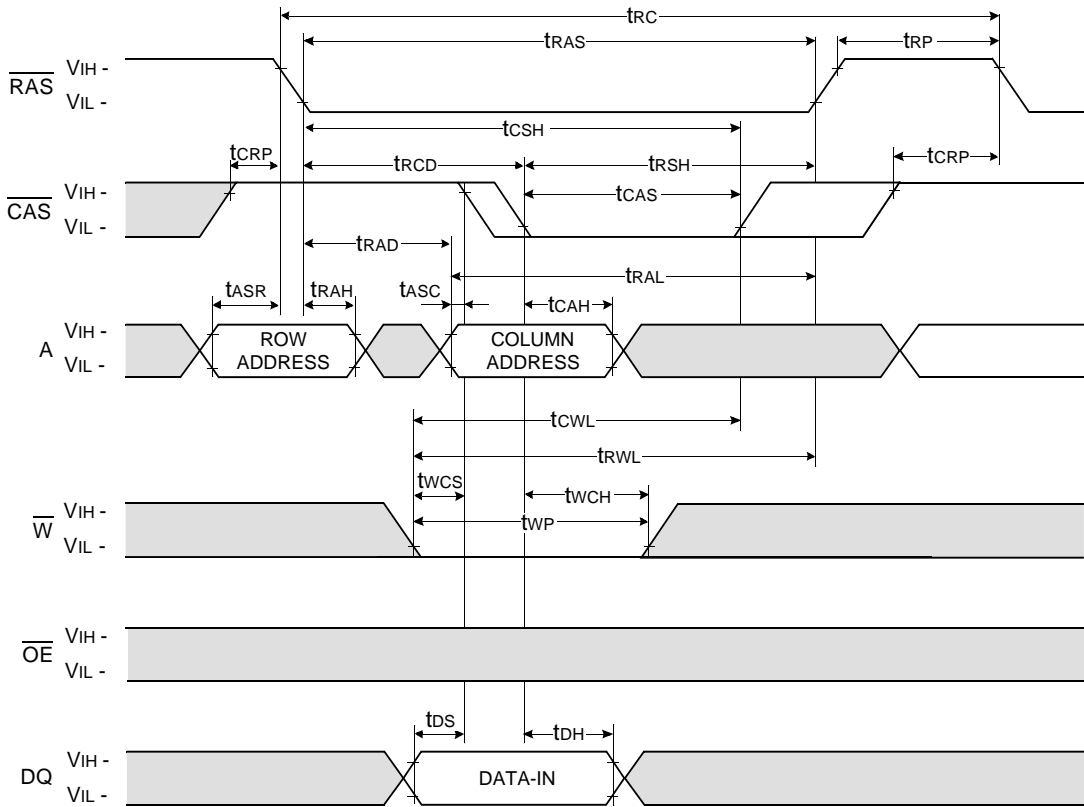 tRC
tRAS
tRP
RAS
VIH -
VIL -
tCSH
tCRP
tRCD
tRSH
tCRP
CAS
VIH -
VIL -
tCAS
tRAD
tRAL
tASR
tRAH
tASC
tCAH
A
VIH -
VIL -
ROW
ADDRESS
COLUMN
ADDRESS
tCWL
tRWL
tWCS
tWCH
W
VIH -
VIL -
tWP
OE
VIH -
VIL -
tDS
tDH
DQ
VIH -
VIL -
DATA-IN